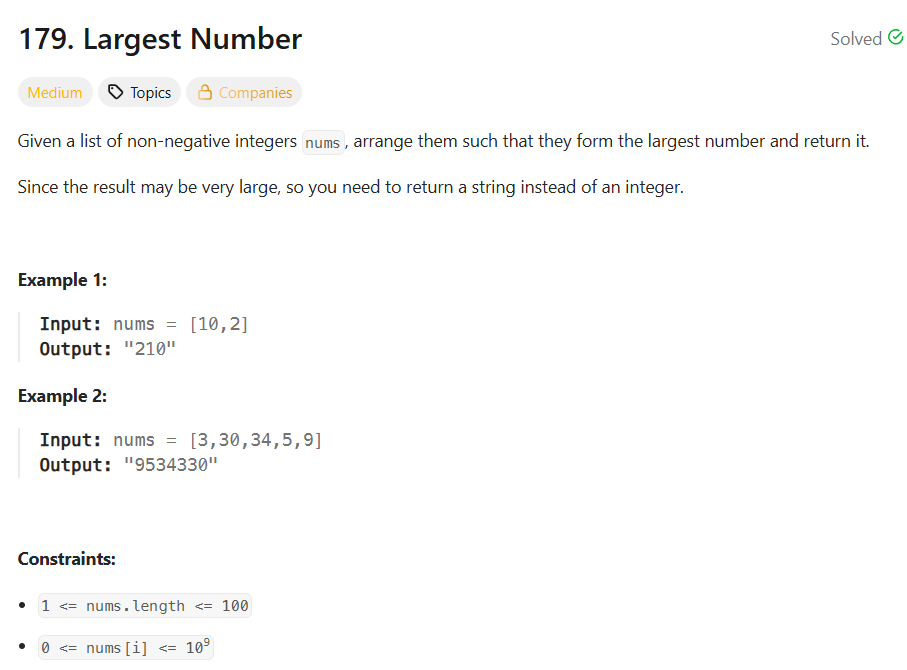 179. Largest Number
Solved
Medium Topics Companies
Given a list of non-negative integers nums, arrange them such that they form the largest number and return it.
Since the result may be very large, so you need to return a string instead of an integer.
Example 1:
Input: nums = [10,2]
Output: "210"
Example 2:
Input: nums = [3,30,34,5,9]
Output: "9534330"
Constraints:
• 1 <= nums.length <= 100
• 0 <= nums[i] <= 10⁹